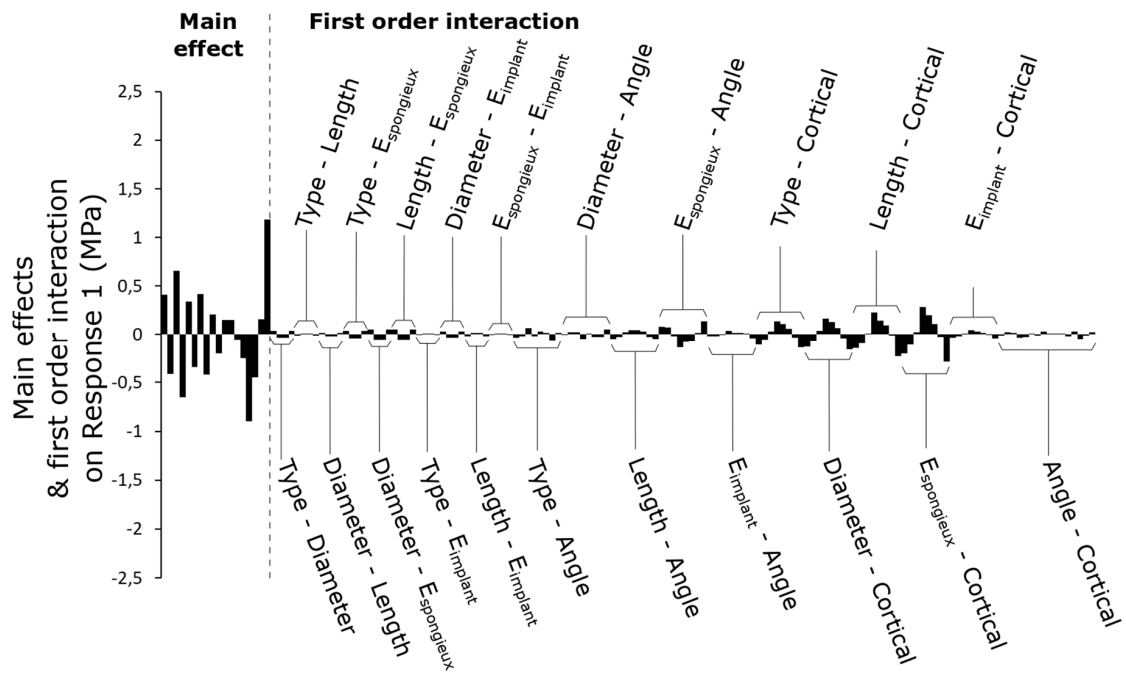 Main
effect
First order interaction
Main effects
& first order interaction
on Response 1 (MPa)
2,5
2
1,5
1
0,5
0
-0,5
-1
-1,5
-2
-2,5
Type - Length
Type - Espongieux
Length - Espongieux
Diameter - Eimplant
Espongieux - Eimplant
Diameter - Angle
Espongieux - Angle
Type - Cortical
Length - Cortical
Eimplant - Cortical
Type - Diameter
Diameter - Length
Diameter - Espongieux
Type - Eimplant
Length - Eimplant
Type - Angle
Length - Angle
Eimplant - Angle
Diameter - Cortical
Espongieux - Cortical
Angle - Cortical